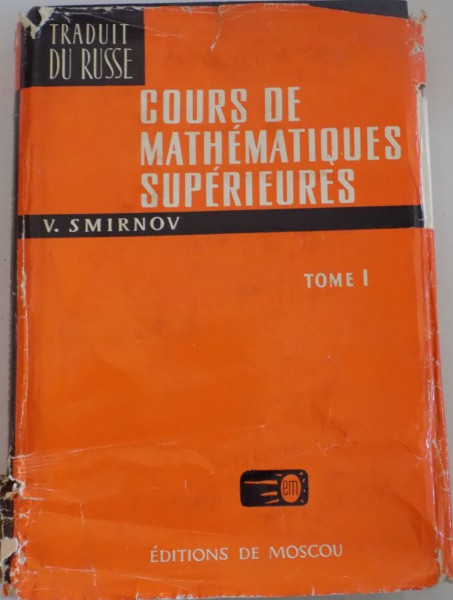 TRADUIT
DU RUSSE
COURS DE
MATHÉMATIQUES
SUPÉRIEURES
V. SMIRNOV
TOME I
em
ÉDITIONS DE MOSCOU